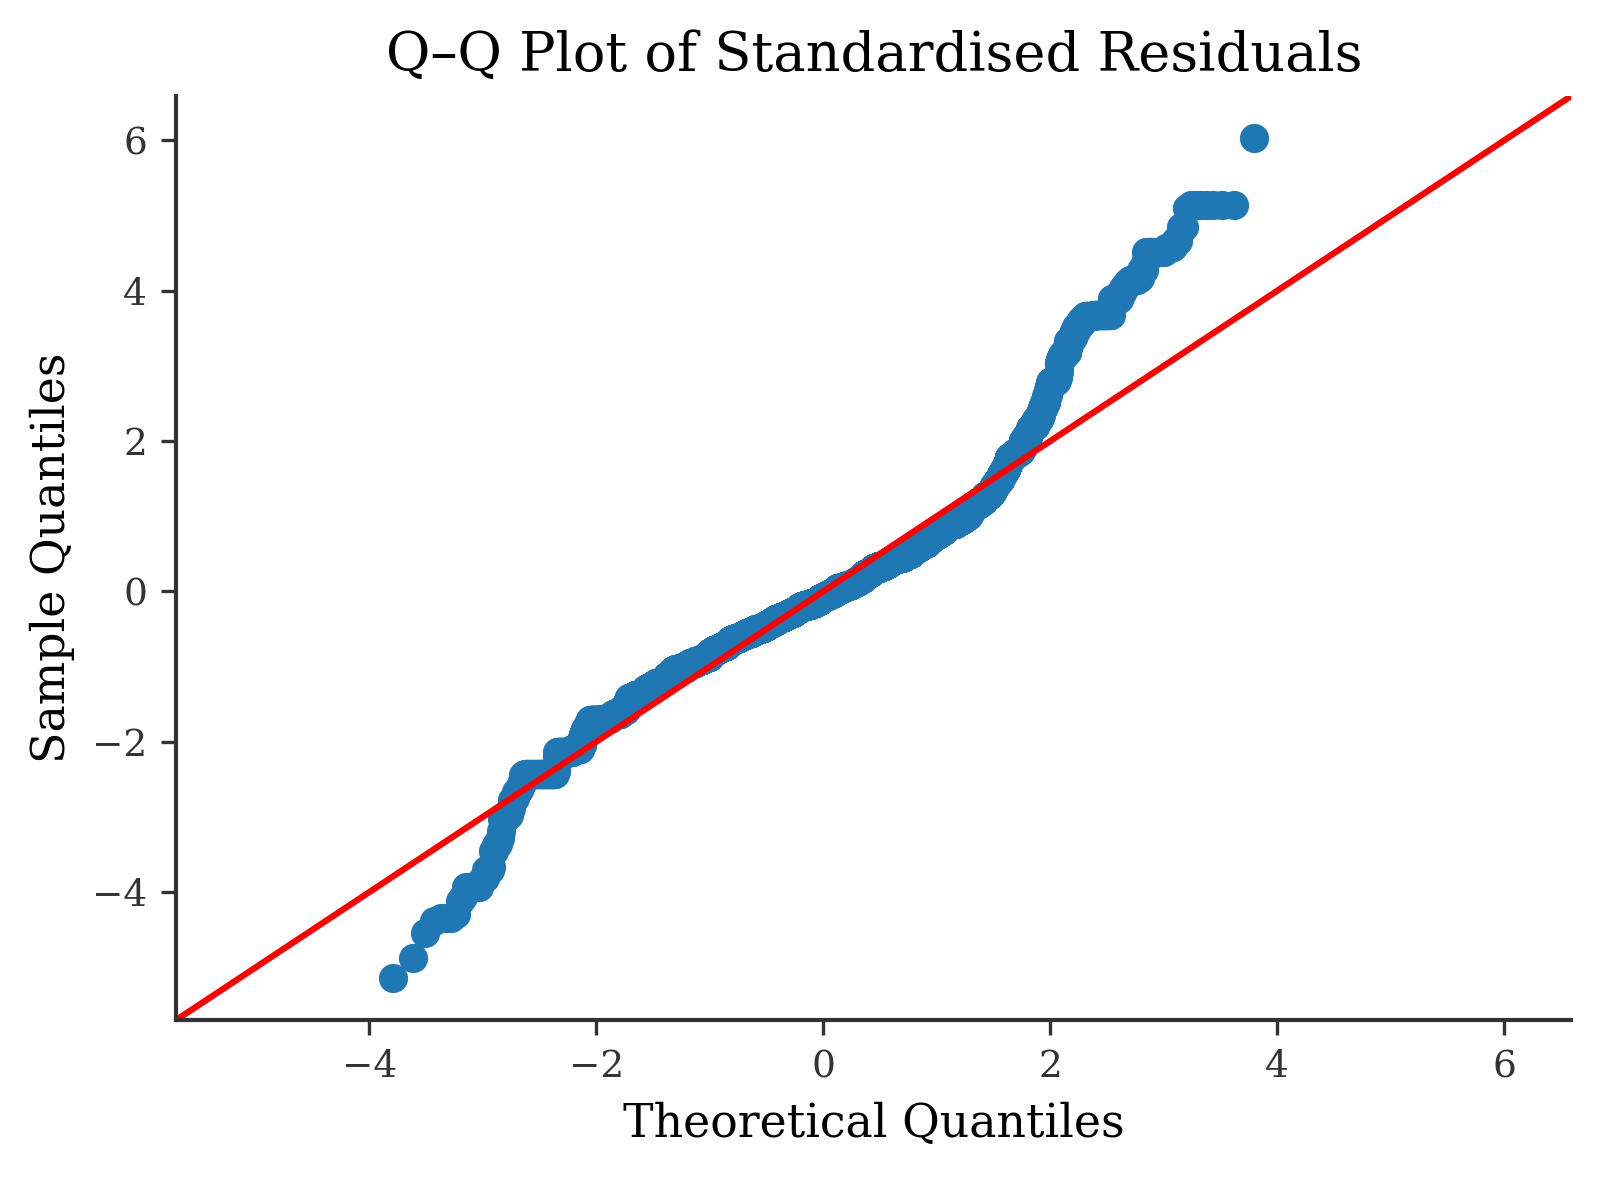 Q–Q Plot of Standardised Residuals
Sample Quantiles
6
4
2
0
−2
−4
−4 −2 0 2 4 6
Theoretical Quantiles